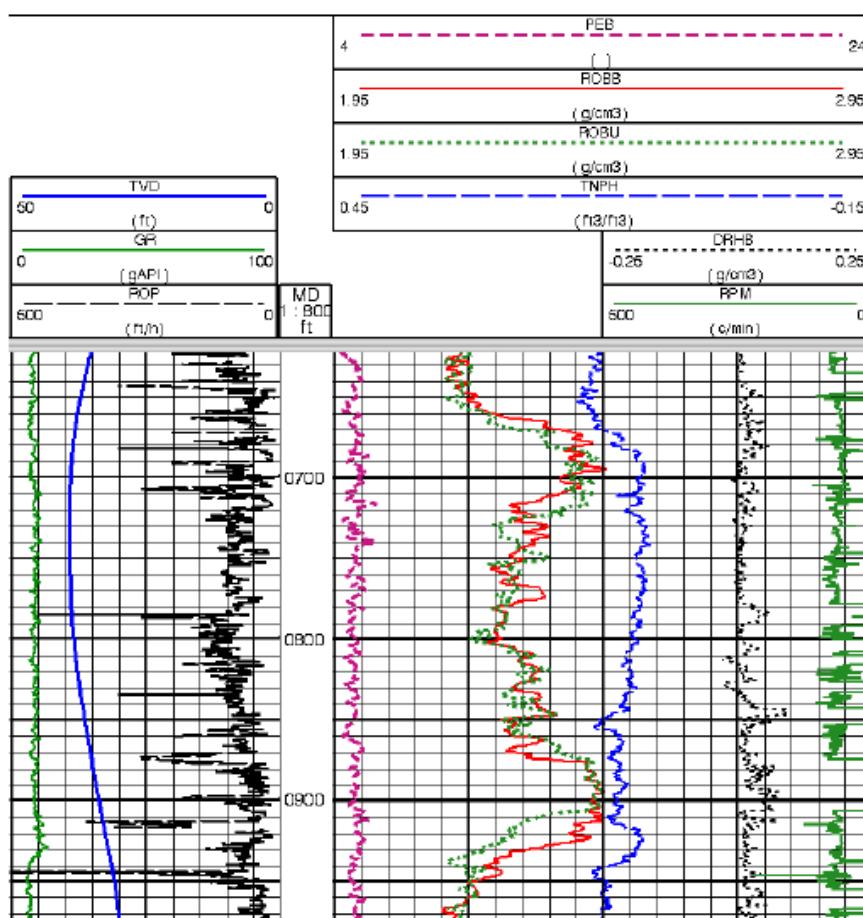 PEB
4 24
( )
ROBB
1.95 2.95
(g/cm3)
ROBU
1.95 2.95
(g/cm3)
TNPH
0.45 -0.15
(ft3/ft3)
TVD
50 0
(ft)
GR
0 100
(gAPI)
ROP
600 0
(ft/h)
MD
1 : 800
ft
DRHB
-0.25 0.25
(g/cm3)
RPM
600 0
(c/min)
0700
0800
0900